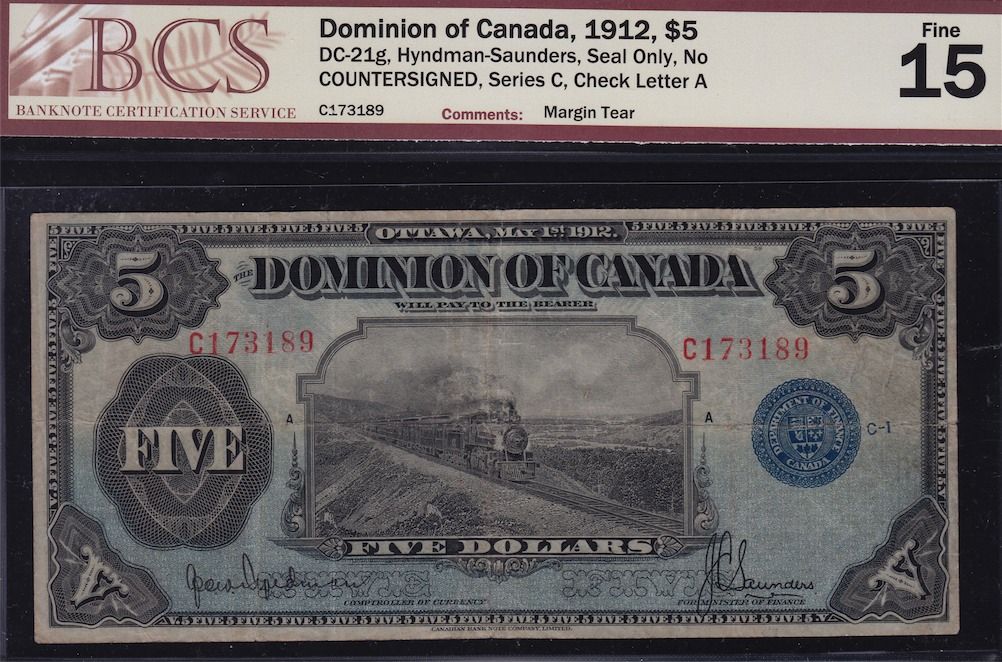 BCS
BANKNOTE CERTIFICATION SERVICE
Dominion of Canada, 1912, $5
DC-21g, Hyndman-Saunders, Seal Only, No
COUNTERSIGNED, Series C, Check Letter A
C173189 Comments: Margin Tear
Fine
15
OTTAWA, MAY 1ST 1912.
5 THE DOMINION OF CANADA 5
WILL PAY TO THE BEARER
C173189 C173189
A A
FIVE
DEPARTMENT OF FINANCE
CANADA
C-1
FIVE DOLLARS
V V
Saunders
COMPTROLLER OF CURRENCY FOR MINISTER OF FINANCE
CANADIAN BANK NOTE COMPANY, LIMITED.